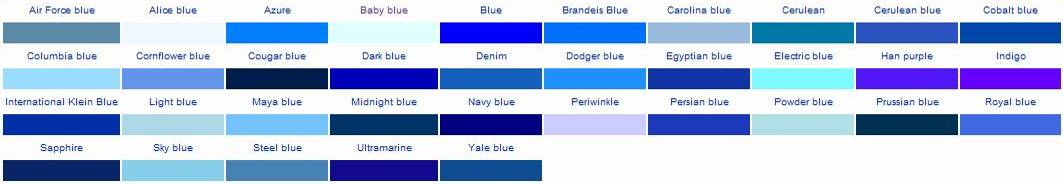 Air Force blue Alice blue Azure Baby blue Blue Brandeis Blue Carolina blue Cerulean Cerulean blue Cobalt blue
Columbia blue Cornflower blue Cougar blue Dark blue Denim Dodger blue Egyptian blue Electric blue Han purple Indigo
International Klein Blue Light blue Maya blue Midnight blue Navy blue Periwinkle Persian blue Powder blue Prussian blue Royal blue
Sapphire Sky blue Steel blue Ultramarine Yale blue